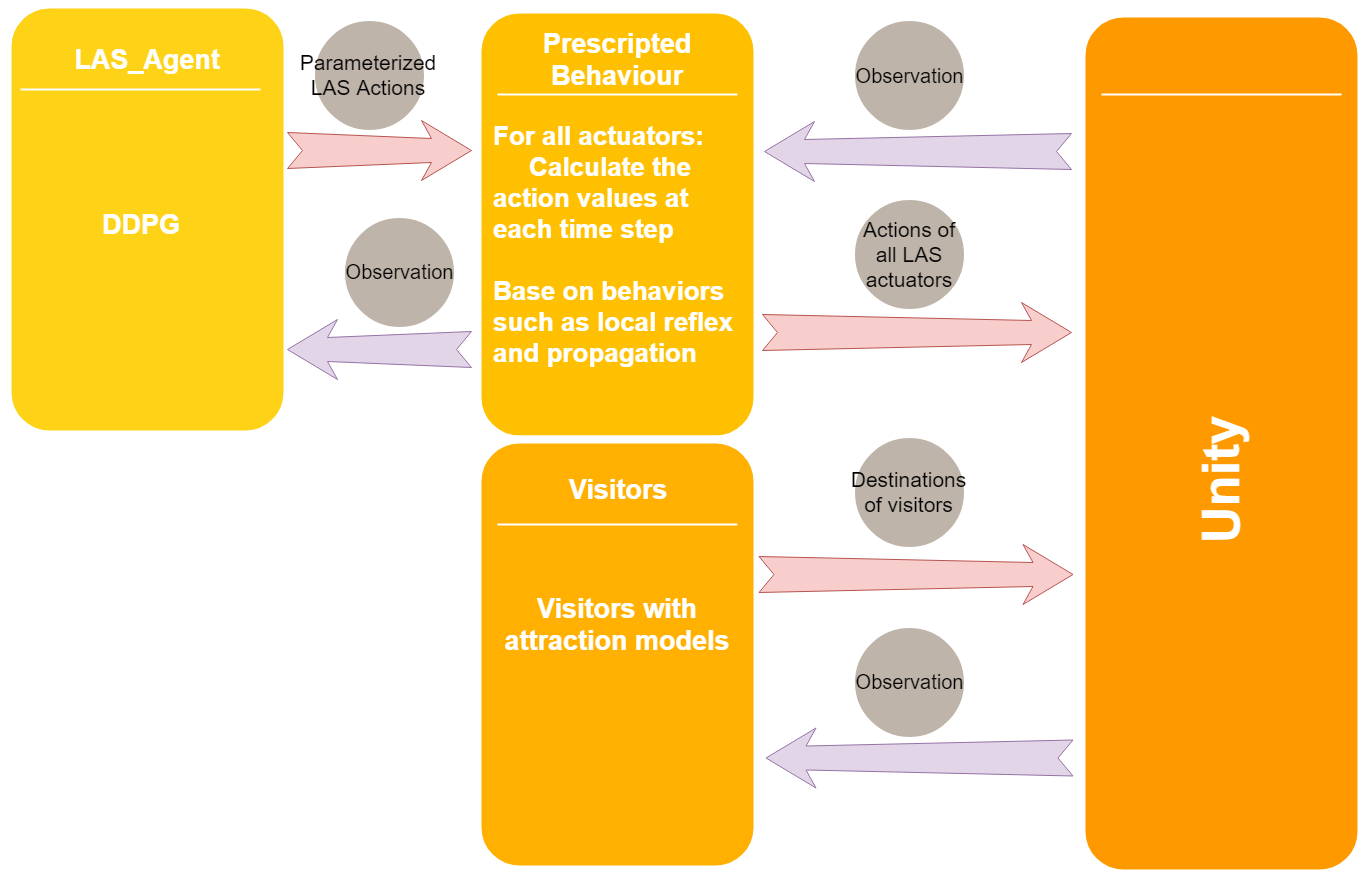 LAS_Agent
DDPG
Parameterized
LAS Actions
Observation
Prescripted
Behaviour
For all actuators:
Calculate the
action values at
each time step
Base on behaviors
such as local reflex
and propagation
Observation
Actions of
all LAS
actuators
Visitors
Visitors with
attraction models
Destinations
of visitors
Observation
Unity